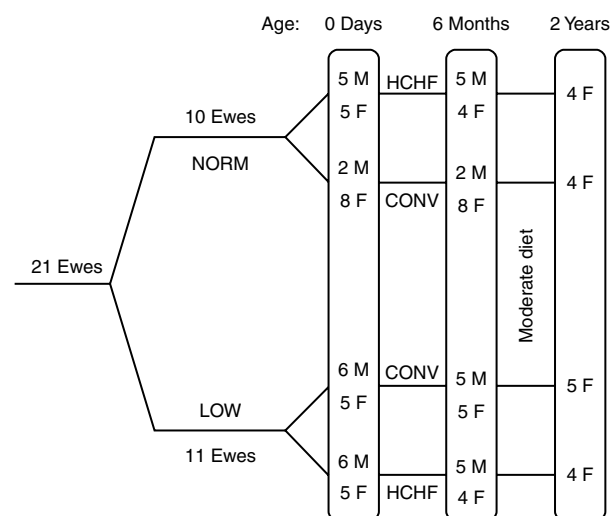 Age: 0 Days 6 Months 2 Years
5 M HCHF 5 M
4 F
10 Ewes 5 F 4 F
NORM 2 M 2 M
4 F
8 F CONV 8 F
21 Ewes
Moderate diet
6 M CONV 5 M
5 F
LOW 5 F 5 F
11 Ewes 6 M 5 M
4 F
5 F HCHF 4 F